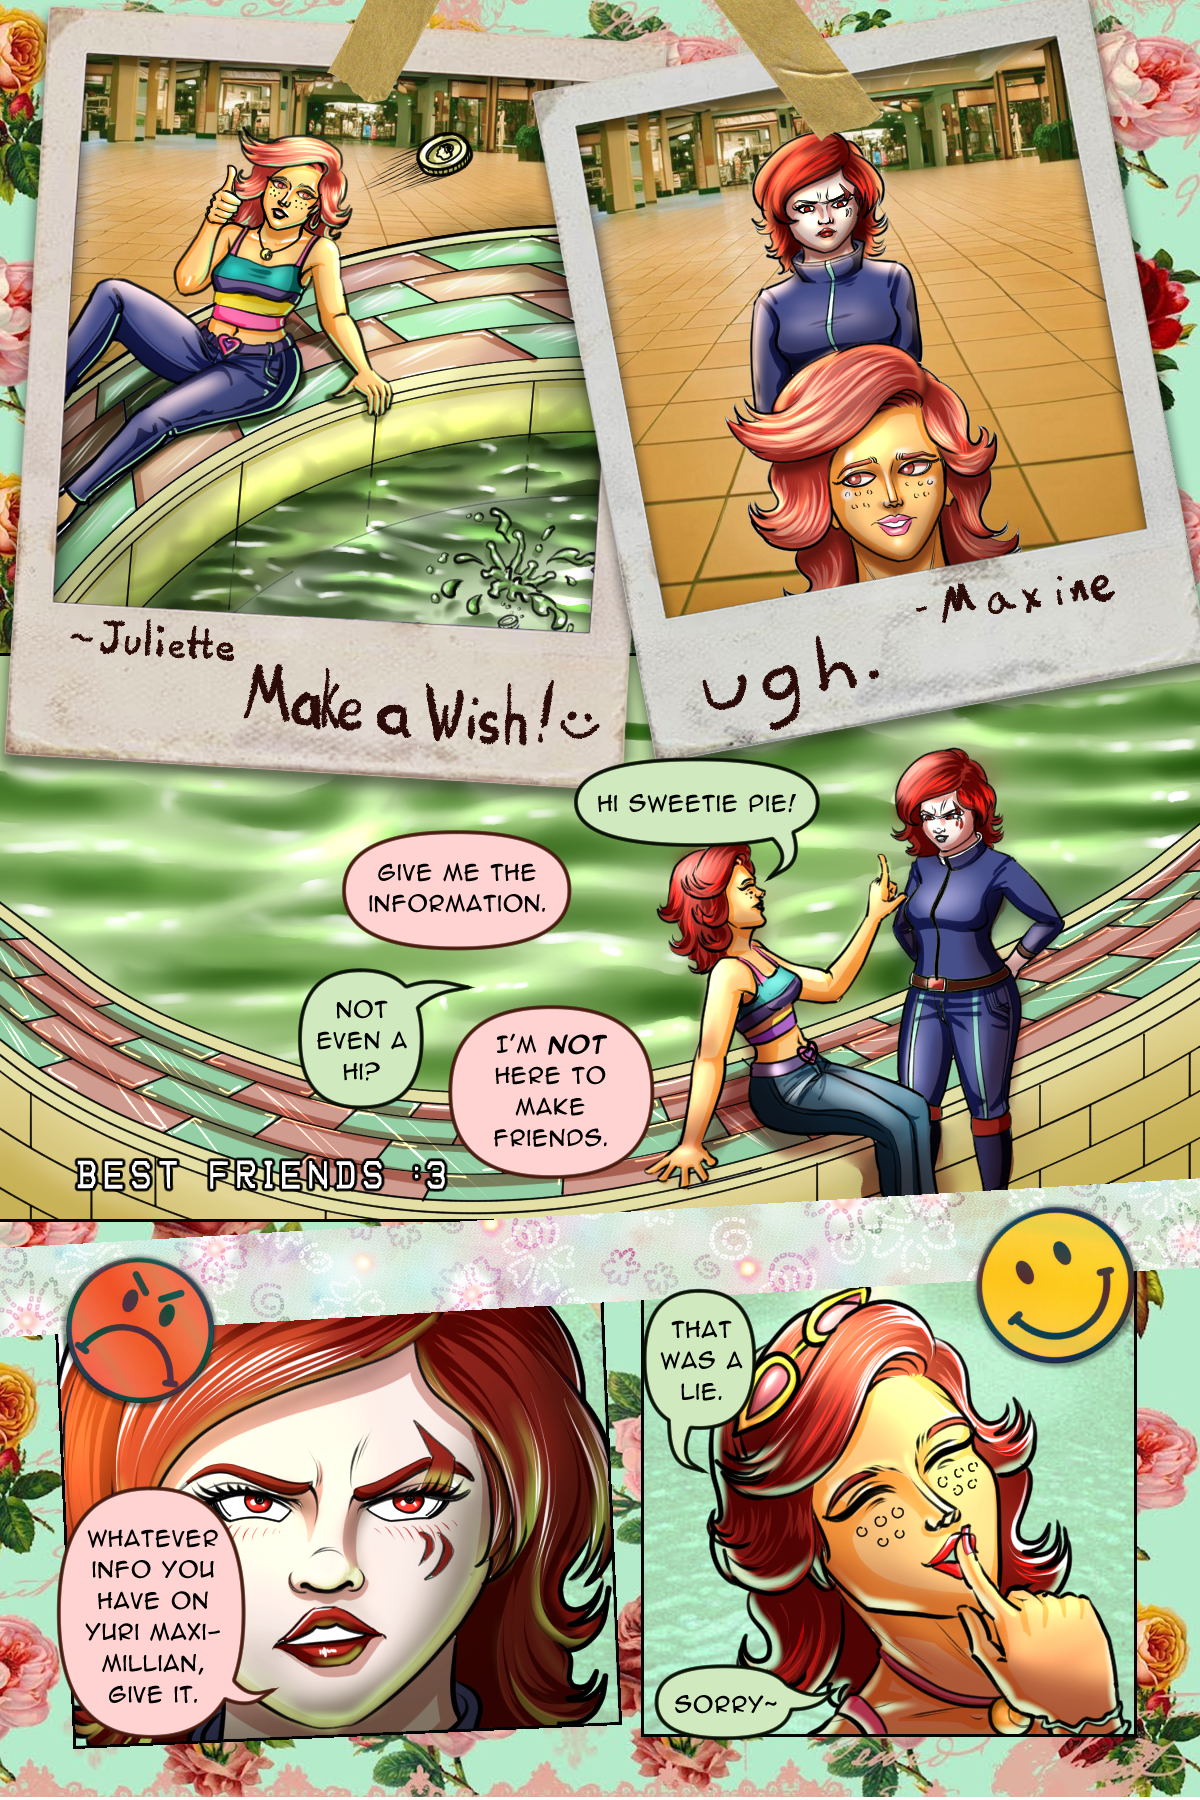 ~Juliette
Make a Wish! :)
-Maxine
ugh.
HI SWEETIE PIE!
GIVE ME THE
INFORMATION.
NOT
EVEN A
HI?
I'M NOT
HERE TO
MAKE
FRIENDS.
BEST FRIENDS :3
WHATEVER
INFO YOU
HAVE ON
YURI MAXI-
MILLIAN,
GIVE IT.
THAT
WAS A
LIE.
SORRY~